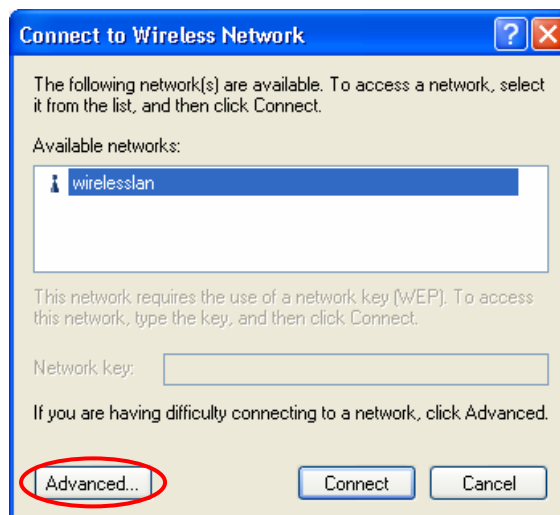 Connect to Wireless Network
The following network(s) are available. To access a network, select
it from the list, and then click Connect.
Available networks:
wirelesslan
This network requires the use of a network key (WEP). To access
this network, type the key, and then click Connect.
Network key:
If you are having difficulty connecting to a network, click Advanced.
Advanced... Connect Cancel